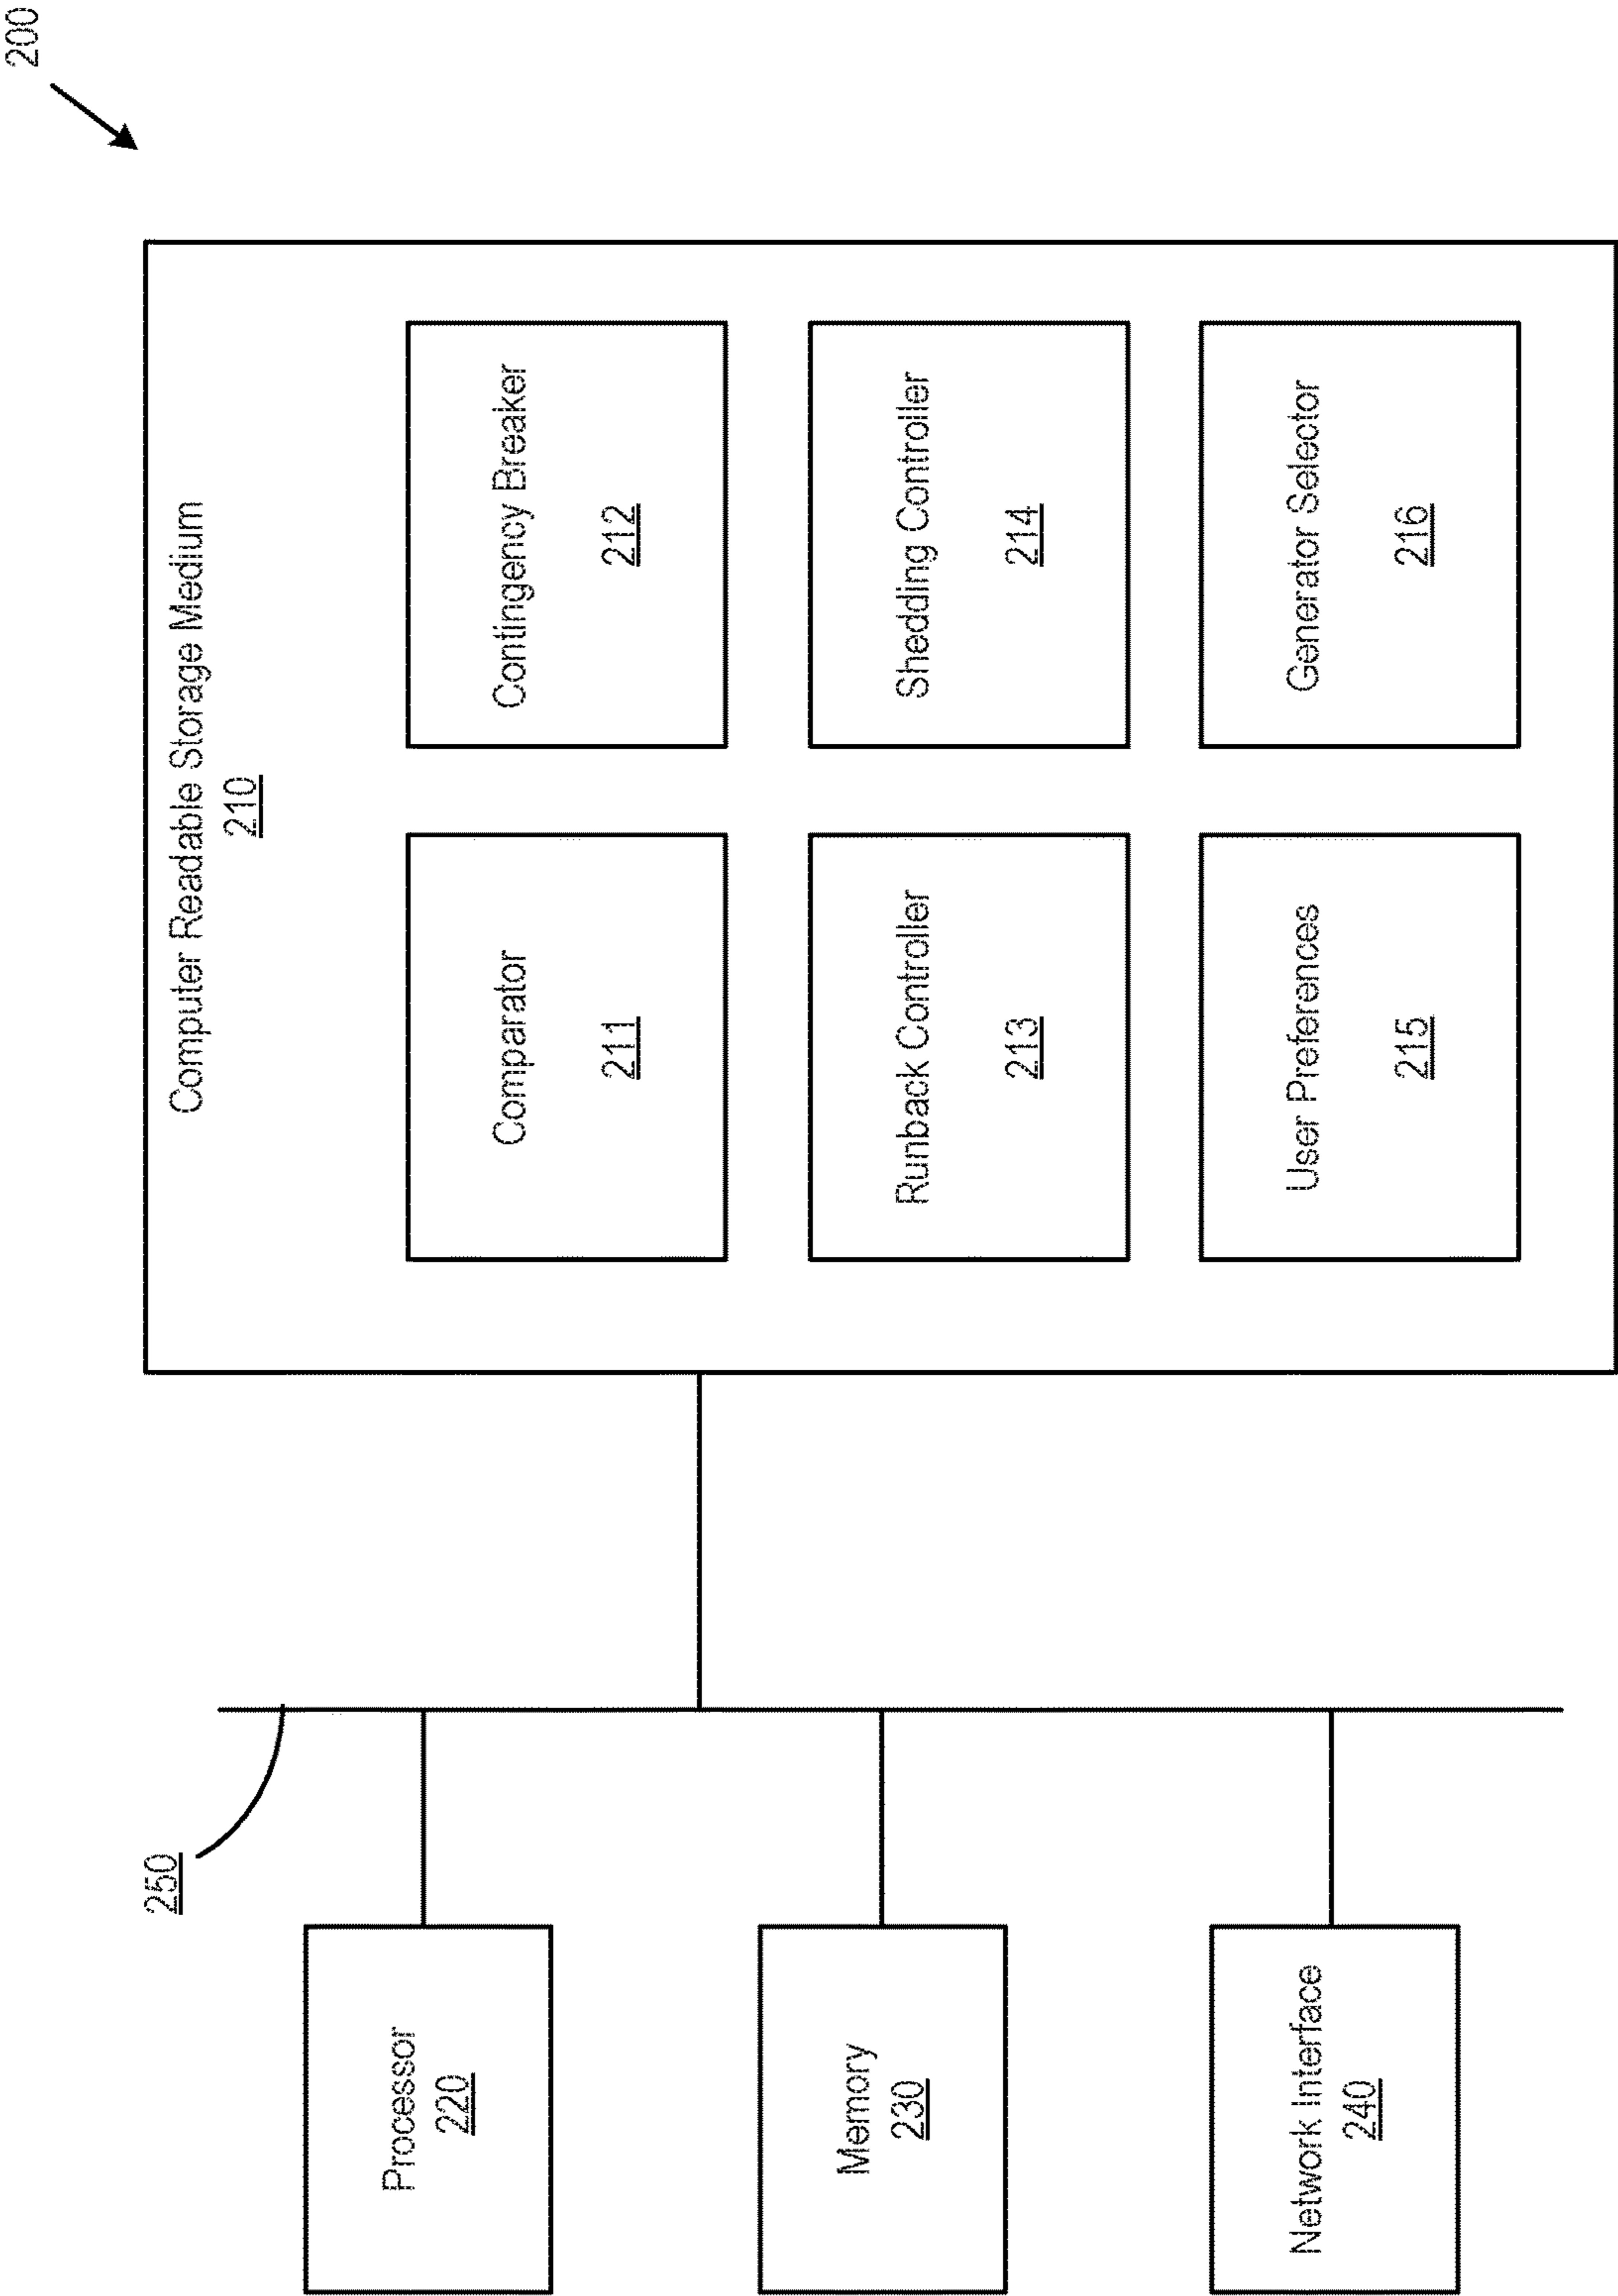 200
Computer Readable Storage Medium
210
Comparator
211
Contingency Breaker
212
Runback Controller
213
Shedding Controller
214
User Preferences
215
Generator Selector
216
250
Processor
220
Memory
230
Network Interface
240